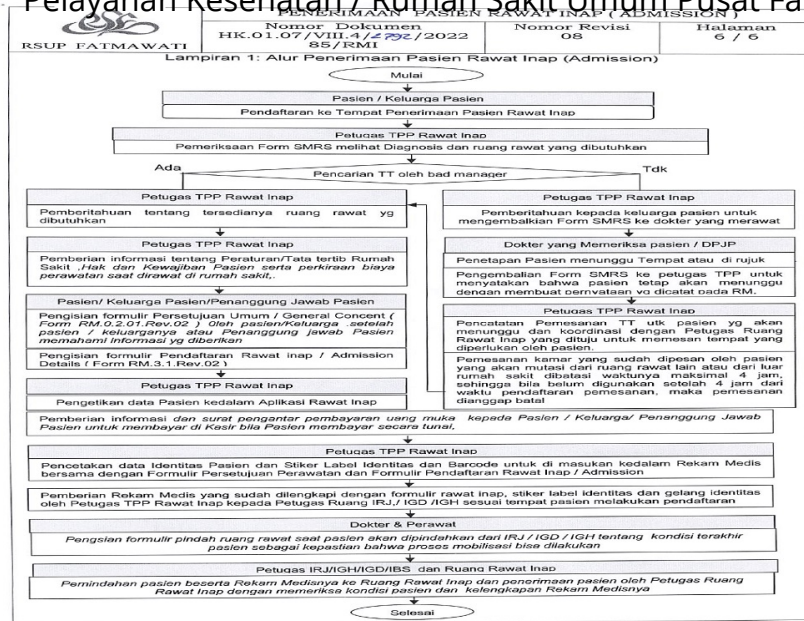 Pelayanan Kesehatan / Rumah Sakit Umum Pusat Fa
PENERIMAAN PASIEN RAWAT INAP ( ADMISSION )
RSUP FATMAWATI
Nomor Dokumen
HK.01.07/VIII.4/2792/2022
85/RMI
Nomor Revisi
08
Halaman
6 / 6
Lampiran 1: Alur Penerimaan Pasien Rawat Inap (Admission)
Mulai
Pasien / Keluarga Pasien
Pendaftaran ke Tempat Penerimaan Pasien Rawat Inap
Petugas TPP Rawat Inap
Pemeriksaan Form SMRS melihat Diagnosis dan ruang rawat yang dibutuhkan
Pencarian TT oleh bad manager
Ada
Tdk
Petugas TPP Rawat Inap
Pemberitahuan tentang tersedianya ruang rawat yg
dibutuhkan
Petugas TPP Rawat Inap
Pemberian informasi tentang Peraturan/Tata tertib Rumah
Sakit ,Hak dan Kewajiban Pasien serta perkiraan biaya
perawatan saat dirawat di rumah sakit,.
Pasien/ Keluarga Pasien/Penanggung Jawab Pasien
Pengisian formulir Persetujuan Umum / General Concent (
Form RM.0.2.01.Rev.02 ) Oleh pasien/Keluarga .setelah
pasien / keluarganya atau Penanggung jawab Pasien
memahami Informasi yg diberikan
Pengisian formulir Pendaftaran Rawat inap / Admission
Details ( Form RM.3.1.Rev.02 )
Petugas TPP Rawat Inap
Pengetikan data Pasien kedalam Aplikasi Rawat Inap
Petugas TPP Rawat Inap
Pemberitahuan kepada keluarga pasien untuk
mengembalkian Form SMRS ke dokter yang merawat
Dokter yang Memeriksa pasien / DPJP
Penetapan Pasien menunggu Tempat atau di rujuk
Pengembalian Form SMRS ke petugas TPP untuk
menyatakan bahwa pasien tetap akan menunggu
dengan membuat pernyataan yg dicatat pada RM.
Petugas TPP Rawat Inap
Pencatatan Pemesanan TT utk pasien yg akan
menunggu dan koordinasi dengan Petugas Ruang
Rawat Inap yang dituju untuk memesan tempat yang
diperlukan oleh pasien.
Pemesanan kamar yang sudah dipesan oleh pasien
yang akan mutasi dari ruang rawat lain atau dari luar
rumah sakit dibatasi waktunya maksimal 4 jam,
sehingga bila belum digunakan setelah 4 jam dari
waktu pendaftaran pemesanan, maka pemesanan
dianggap batal
Pemberian informasi dan surat pengantar pembayaran uang muka kepada Pasien / Keluarga/ Penanggung Jawab
Pasien untuk membayar di Kasir bila Pasien membayar secara tunai,
Petugas TPP Rawat Inap
Pencetakan data Identitas Pasien dan Stiker Label Identitas dan Barcode untuk di masukan kedalam Rekam Medis
bersama dengan Formulir Persetujuan Perawatan dan Formulir Pendaftaran Rawat Inap / Admission
Pemberian Rekam Medis yang sudah dilengkapi dengan formulir rawat inap, stiker label identitas dan gelang identitas
oleh Petugas TPP Rawat Inap kepada Petugas Ruang IRJ,/ IGD /IGH sesuai tempat pasien melakukan pendaftaran
Dokter & Perawat
Pengsian formulir pindah ruang rawat saat pasien akan dipindahkan dari IRJ / IGD / IGH tentang kondisi terakhir
pasien sebagai kepastian bahwa proses mobilisasi bisa dilakukan
Petugas IRJ/IGH/IGD/IBS dan Ruang Rawat Inap
Pemindahan pasien beserta Rekam Medisnya ke Ruang Rawat Inap dan penerimaan pasien oleh Petugas Ruang
Rawat Inap dengan memeriksa kondisi pasien dan kelengkapan Rekam Medisnya
Selesai